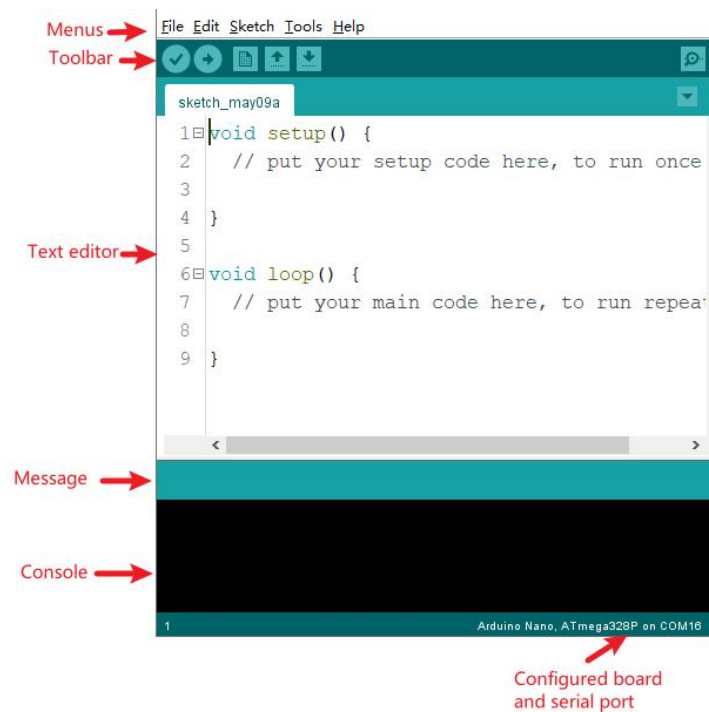 Menus
File Edit Sketch Tools Help
Toolbar
sketch_may09a
1 void setup() {
2 // put your setup code here, to run once
3
4 }
Text editor
5
6 void loop() {
7 // put your main code here, to run repea
8
9 }
Message
Console
1 Arduino Nano, ATmega328P on COM16
Configured board
and serial port